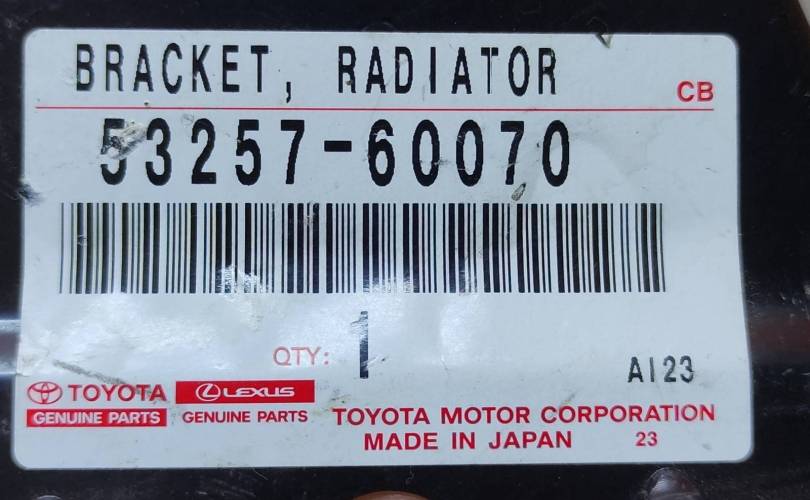 BRACKET, RADIATOR
CB
53257-60070
QTY: 1
AI23
TOYOTA LEXUS
GENUINE PARTS GENUINE PARTS
TOYOTA MOTOR CORPORATION
MADE IN JAPAN 23